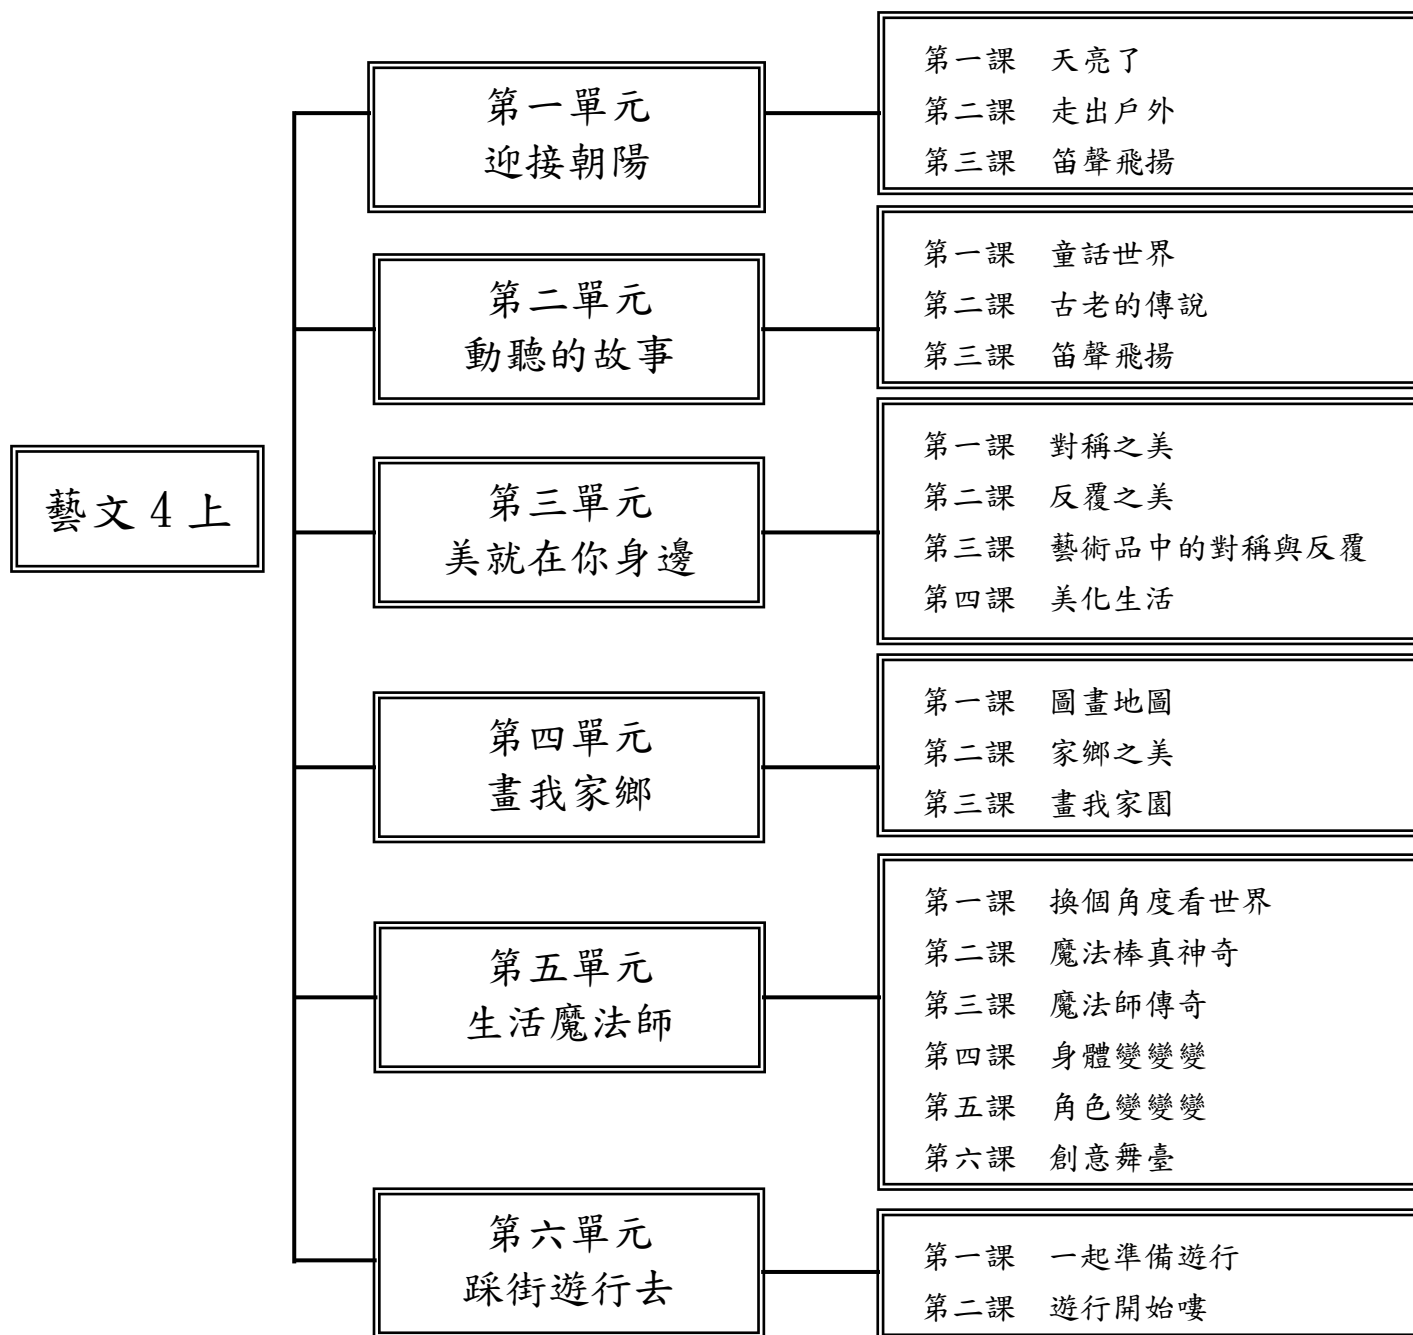 藝文 4 上
第一單元
迎接朝陽
第一課 天亮了
第二課 走出戶外
第三課 笛聲飛揚
第二單元
動聽的故事
第一課 童話世界
第二課 古老的傳說
第三課 笛聲飛揚
第三單元
美就在你身邊
第一課 對稱之美
第二課 反覆之美
第三課 藝術品中的對稱與反覆
第四課 美化生活
第四單元
畫我家鄉
第一課 圖畫地圖
第二課 家鄉之美
第三課 畫我家園
第五單元
生活魔法師
第一課 換個角度看世界
第二課 魔法棒真神奇
第三課 魔法師傳奇
第四課 身體變變變
第五課 角色變變變
第六課 創意舞臺
第六單元
踩街遊行去
第一課 一起準備遊行
第二課 遊行開始嘍